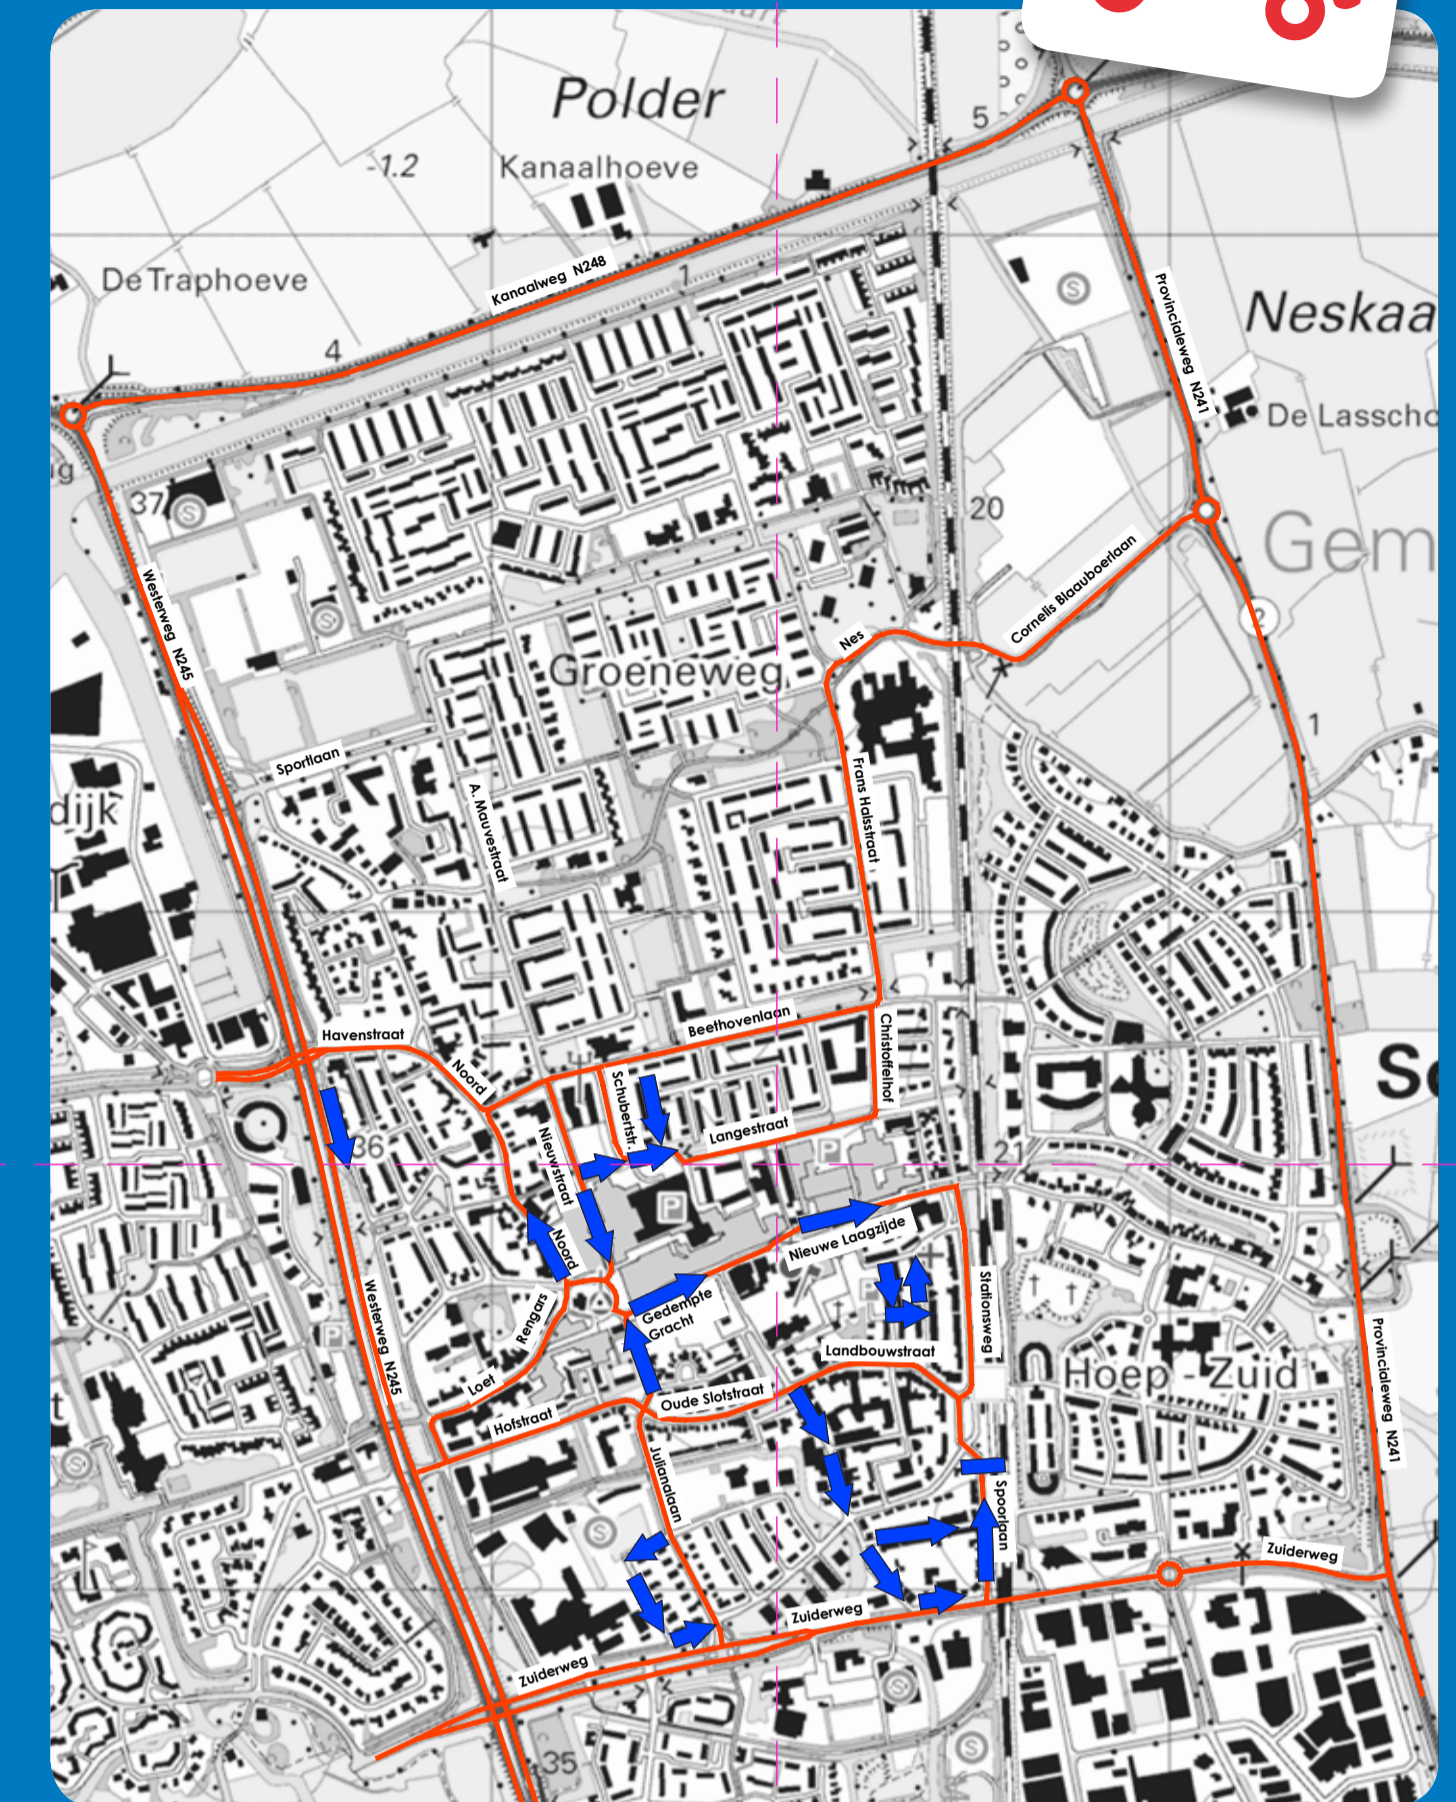 Polder
5
Kanaalhoeve
-1.2
De Traphoeve
Kanaalweg N248
1
4
Neskaa
Provincialeweg N241
De Lasscho
37
S
S
20
Gem
Cornelis Blaauboerlaan
2
Westerweg N245
S
Nes
Groeneweg
1
Sportlaan
A. Mauvestraat
Frans Halsstraat
dijk
Havenstraat
Beethovenlaan
Christoffelhof
Noord
Schubertstr.
Langestraat
36
Nieuwstraat
P
21
P
Noord
Nieuwe Laagzijde
Gedempte
Gracht
Rengars
Stationsweg
Westerweg N245
P
Landbouwstraat
Loet
Oude Slotstraat
Hofstraat
Hoep Zuid
Provincialeweg N241
S
Julianalaan
Spoorlaan
S
Zuiderweg
Zuiderweg
Zuiderweg
S
S
35